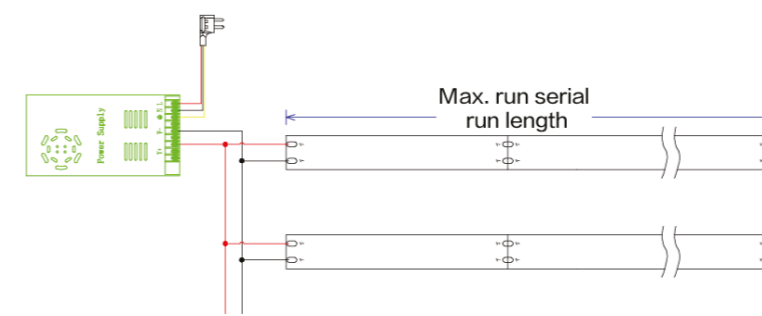 Max. run serial
run length
Power Supply
L
N
V-
V+